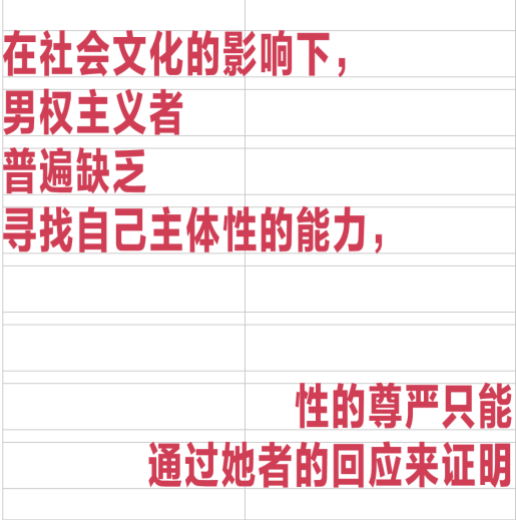 在社会文化的影响下，
男权主义者
普遍缺乏
寻找自己主体性的能力，
性的尊严只能
通过她者的回应来证明